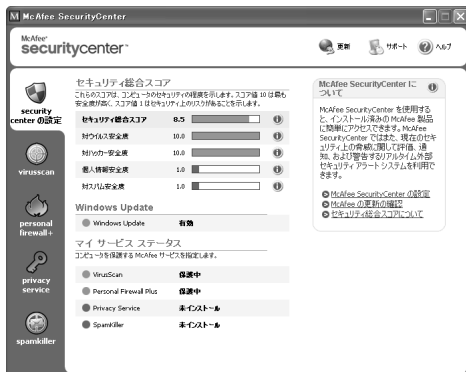 McAfee SecurityCenter
McAfee®
securitycenter™
更新
サポート
ヘルプ
security
center の設定
virusscan
personal
firewall+
privacy
service
spamkiller
セキュリティ総合スコア
これらのスコアは、コンピュータのセキュリティの程度を示します。スコア値 10 は最も
安全度が高く、スコア値 1 はセキュリティ上のリスクがあることを示します。
セキュリティ総合スコア 8.5
対ウイルス安全度 10.0
対ハッカー安全度 10.0
個人情報安全度 1.0
対スパム安全度 1.0
Windows Update
Windows Update 有効
マイ サービス ステータス
コンピュータを保護する McAfee サービスを指定します。
VirusScan 保護中
Personal Firewall Plus 保護中
Privacy Service 未インストール
SpamKiller 未インストール
McAfee SecurityCenter に
ついて
McAfee SecurityCenter を使用する
と、インストール済みの McAfee 製品
に簡単にアクセスできます。McAfee
SecurityCenter ではまた、現在のセキ
ュリティ上の脅威に関して評価、通
知、および警告するリアルタイム外部
セキュリティ アラート システムを利用で
きます。
McAfee SecurityCenter の設定
McAfee の更新の確認
セキュリティ総合スコアについて